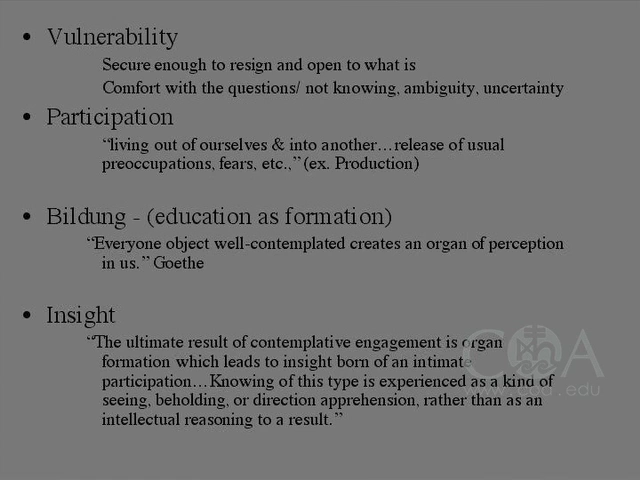 • Vulnerability
Secure enough to resign and open to what is
Comfort with the questions/ not knowing, ambiguity, uncertainty
• Participation
“living out of ourselves & into another…release of usual
preoccupations, fears, etc.,” (ex. Production)
• Bildung - (education as formation)
“Everyone object well-contemplated creates an organ of perception
in us.” Goethe
• Insight
“The ultimate result of contemplative engagement is organ
formation which leads to insight born of an intimate
participation…Knowing of this type is experienced as a kind of
seeing, beholding, or direction apprehension, rather than as an
intellectual reasoning to a result.”
C A
www.coa.edu